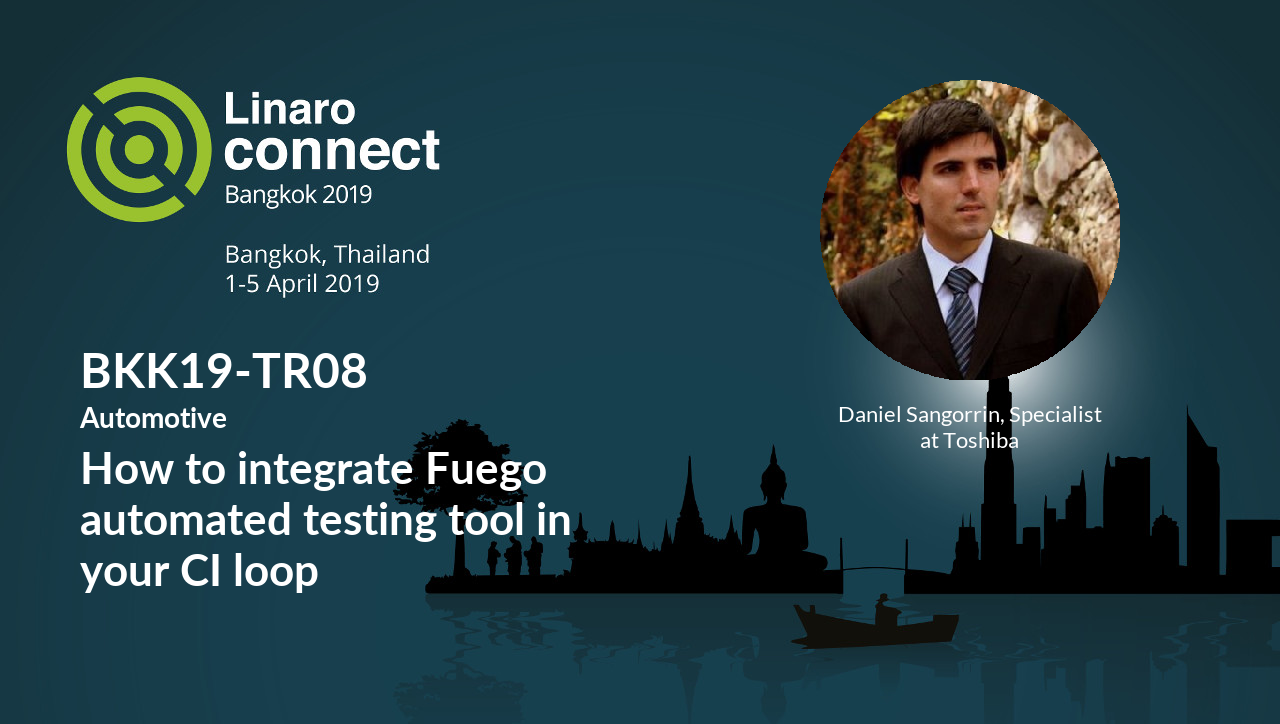 Linaro
connect
Bangkok 2019
Bangkok, Thailand
1-5 April 2019
BKK19-TR08
Automotive
How to integrate Fuego
automated testing tool in
your CI loop
Daniel Sangorrin, Specialist
at Toshiba